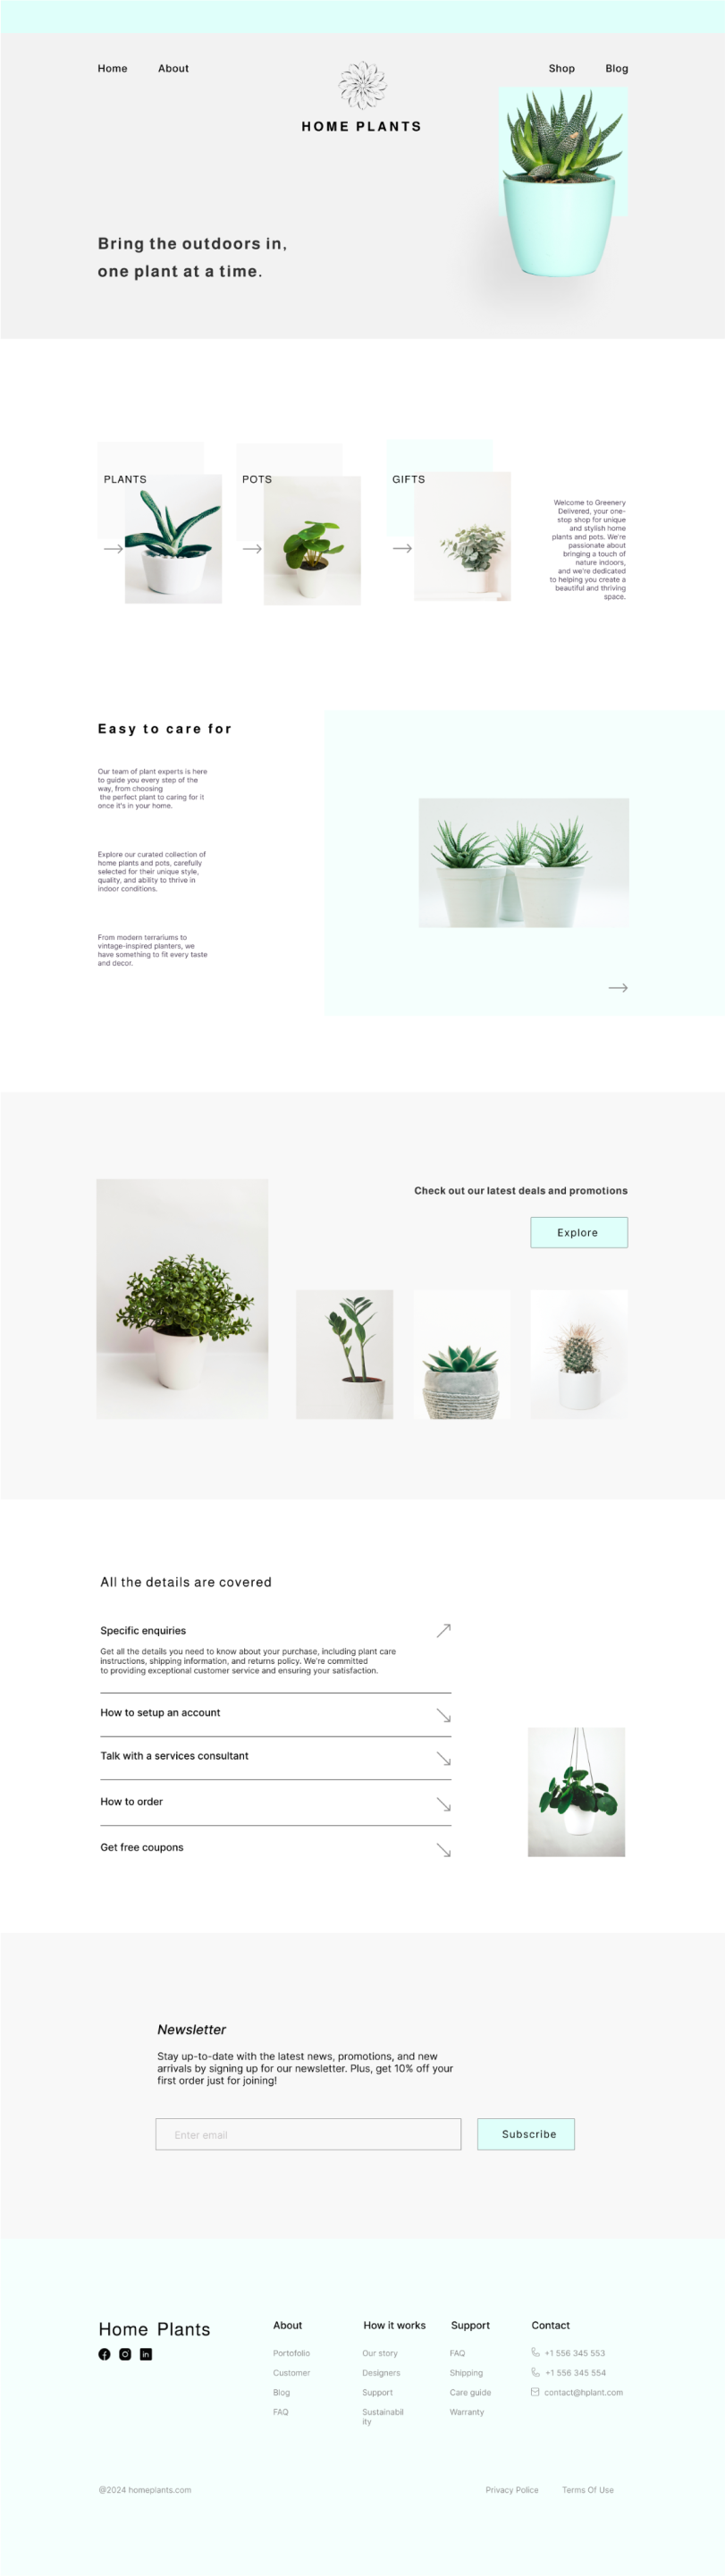 Home About Shop Blog
HOME PLANTS
Bring the outdoors in,
one plant at a time.
PLANTS
POTS
GIFTS
Welcome to Greenery
Delivered, your one-
stop shop for unique
and stylish home
plants and pots. We're
passionate about
bringing a touch of
nature indoors,
and we're dedicated
to helping you create a
beautiful and thriving
space.
Easy to care for
Our team of plant experts is here
to guide you every step of the
way, from choosing
the perfect plant to caring for it
once it's in your home.
Explore our curated collection of
home plants and pots, carefully
selected for their unique style,
quality, and ability to thrive in
indoor conditions.
From modern terrariums to
vintage-inspired planters, we
have something to fit every taste
and decor.
Check out our latest deals and promotions
Explore
All the details are covered
Specific enquiries
Get all the details you need to know about your purchase, including plant care
instructions, shipping information, and returns policy. We're committed
to providing exceptional customer service and ensuring your satisfaction.
How to setup an account
Talk with a services consultant
How to order
Get free coupons
Newsletter
Stay up-to-date with the latest news, promotions, and new
arrivals by signing up for our newsletter. Plus, get 10% off your
first order just for joining!
Enter email
Subscribe
Home Plants
About
Portofolio
Customer
Blog
FAQ
How it works
Our story
Designers
Support
Sustainabil
ity
Support
FAQ
Shipping
Care guide
Warranty
Contact
+1 556 345 553
+1 556 345 554
contact@hplant.com
@2024 homeplants.com
Privacy Police
Terms Of Use